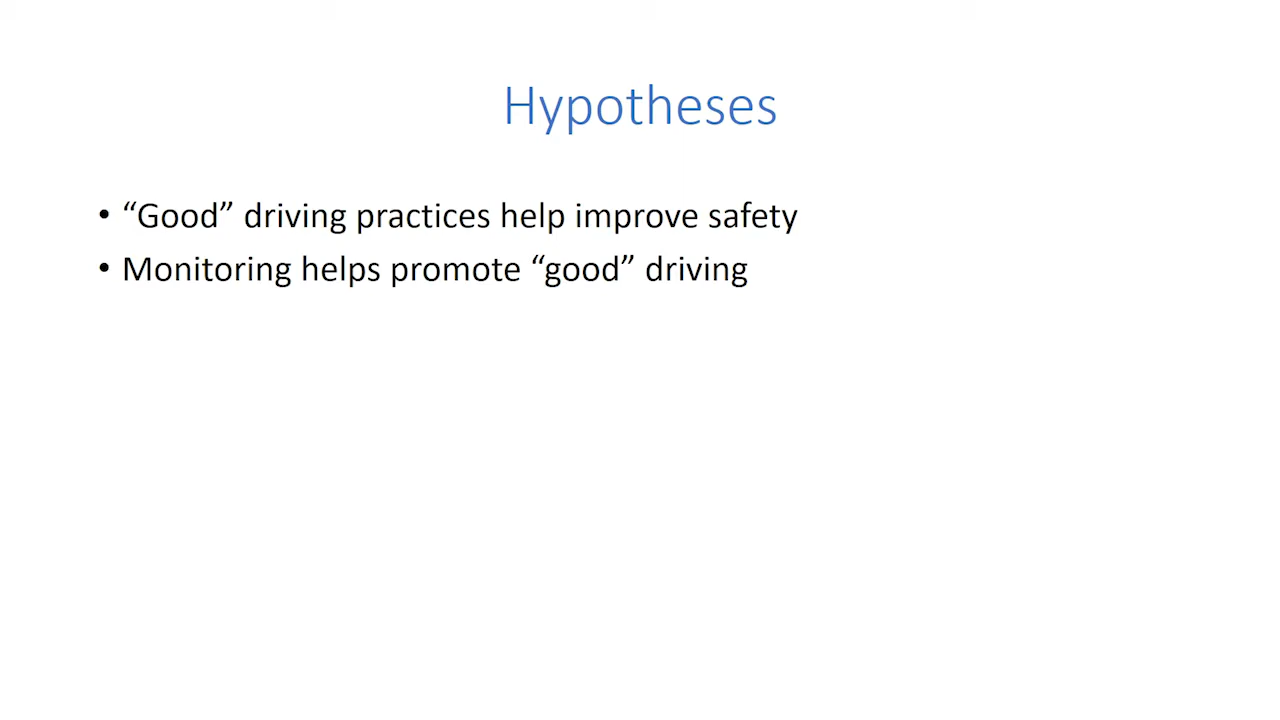 Hypotheses
• “Good” driving practices help improve safety
• Monitoring helps promote “good” driving